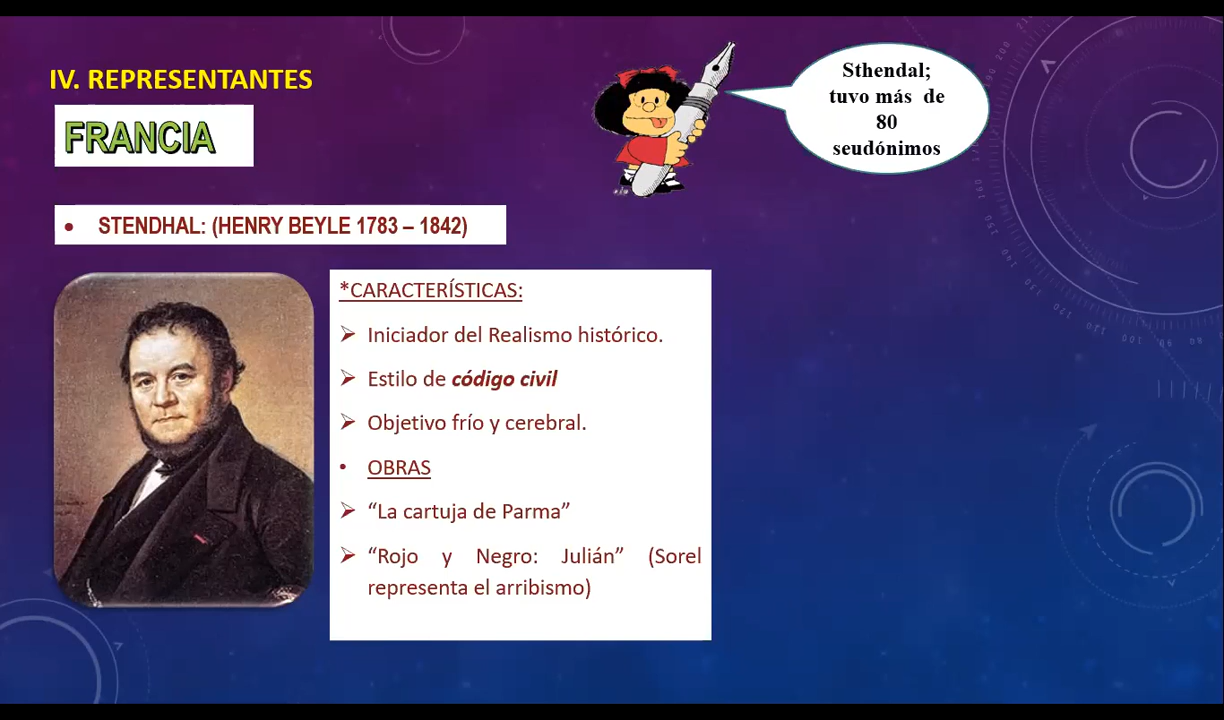 IV. REPRESENTANTES
FRANCIA
Sthendal;
tuvo más de
80
seudónimos
• STENDHAL: (HENRY BEYLE 1783 – 1842)
*CARACTERÍSTICAS:
➢ Iniciador del Realismo histórico.
➢ Estilo de código civil
➢ Objetivo frío y cerebral.
• OBRAS
➢ “La cartuja de Parma”
➢ “Rojo y Negro: Julián” (Sorel
representa el arribismo)